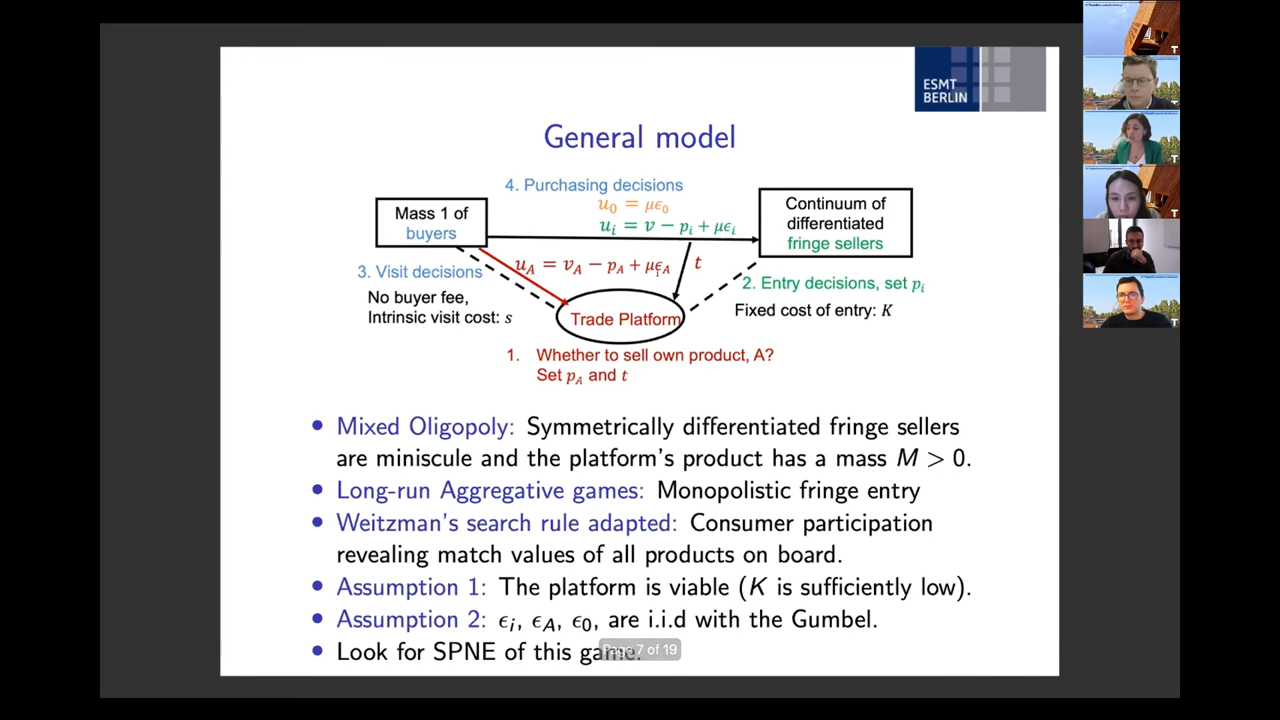 ESMT
BERLIN
General model
4. Purchasing decisions
u₀ = μϵ₀
uᵢ = v − pᵢ + μϵᵢ
Mass 1 of
buyers
Continuum of
differentiated
fringe sellers
u_A = v_A − p_A + μϵ_A
t
3. Visit decisions
No buyer fee,
Intrinsic visit cost: s
2. Entry decisions, set pᵢ
Fixed cost of entry: K
Trade Platform
1. Whether to sell own product, A?
Set p_A and t
• Mixed Oligopoly: Symmetrically differentiated fringe sellers
are miniscule and the platform's product has a mass M > 0.
• Long-run Aggregative games: Monopolistic fringe entry
• Weitzman's search rule adapted: Consumer participation
revealing match values of all products on board.
• Assumption 1: The platform is viable (K is sufficiently low).
• Assumption 2: ϵᵢ, ϵ_A, ϵ₀, are i.i.d with the Gumbel.
• Look for SPNE of this game.
Page 7 of 19